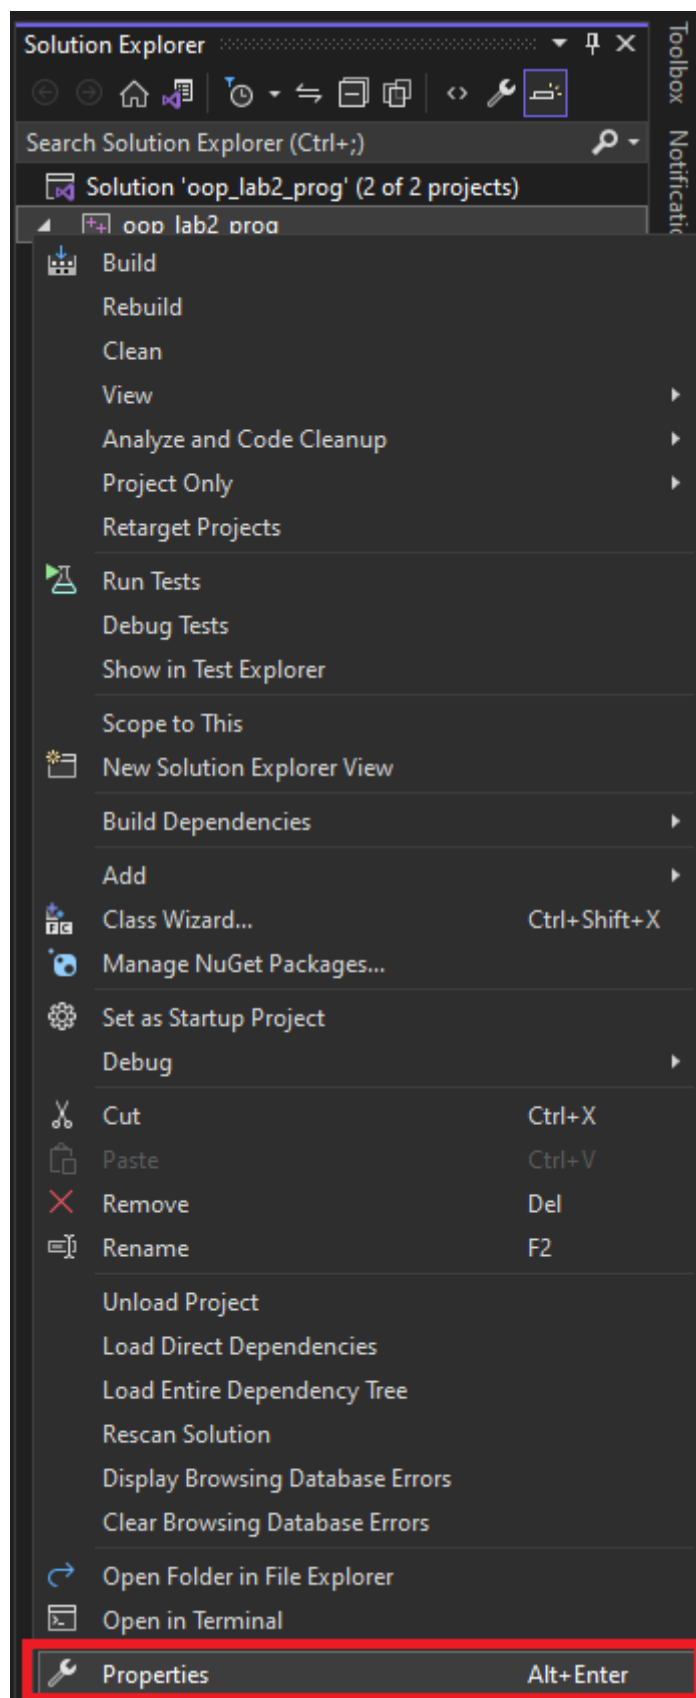 Solution Explorer
Search Solution Explorer (Ctrl+;)
Solution 'oop_lab2_prog' (2 of 2 projects)
oop_lab2_prog
Build
Rebuild
Clean
View
Analyze and Code Cleanup
Project Only
Retarget Projects
Run Tests
Debug Tests
Show in Test Explorer
Scope to This
New Solution Explorer View
Build Dependencies
Add
Class Wizard... Ctrl+Shift+X
Manage NuGet Packages...
Set as Startup Project
Debug
Cut Ctrl+X
Paste Ctrl+V
Remove Del
Rename F2
Unload Project
Load Direct Dependencies
Load Entire Dependency Tree
Rescan Solution
Display Browsing Database Errors
Clear Browsing Database Errors
Open Folder in File Explorer
Open in Terminal
Properties Alt+Enter
Toolbox